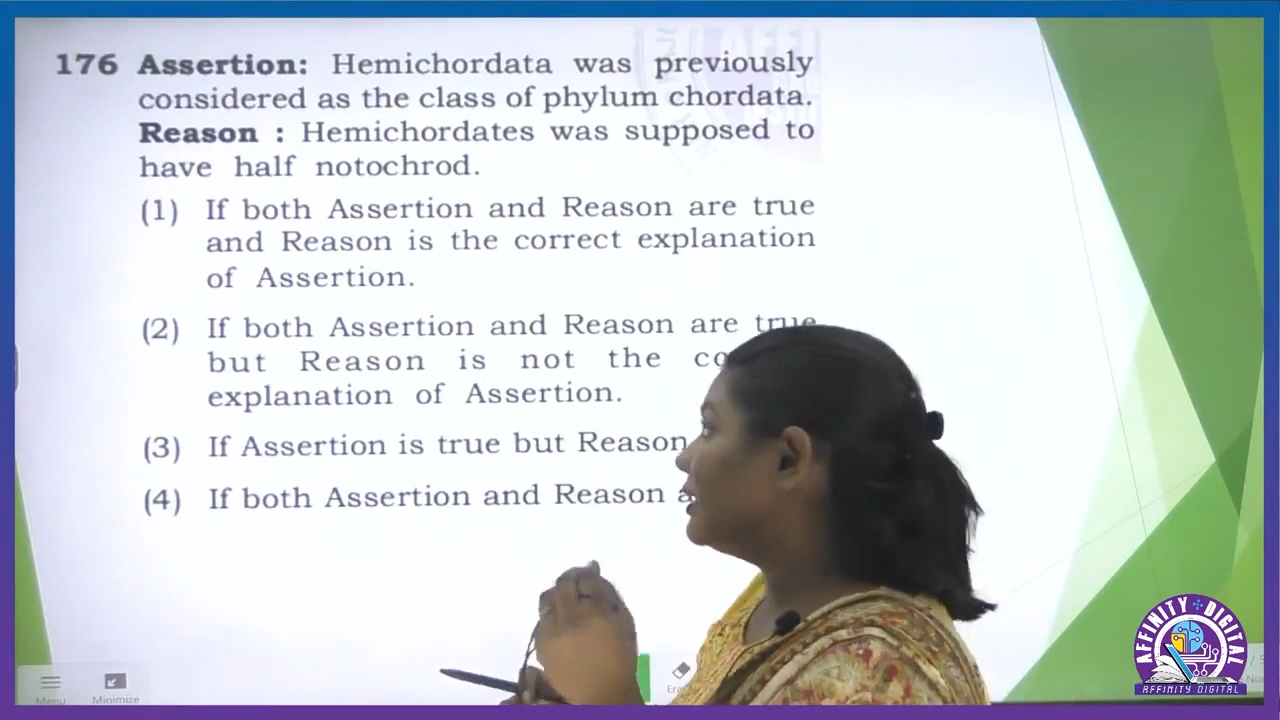 176 Assertion: Hemichordata was previously
considered as the class of phylum chordata.
Reason : Hemichordates was supposed to
have half notochrod.
(1) If both Assertion and Reason are true
and Reason is the correct explanation
of Assertion.
(2) If both Assertion and Reason are true
but Reason is not the
explanation of Assertion.
(3) If Assertion is true but Reason
(4) If both Assertion and Reason
Menu
Minimize
AFFINITY DIGITAL
AFFINITY DIGITAL